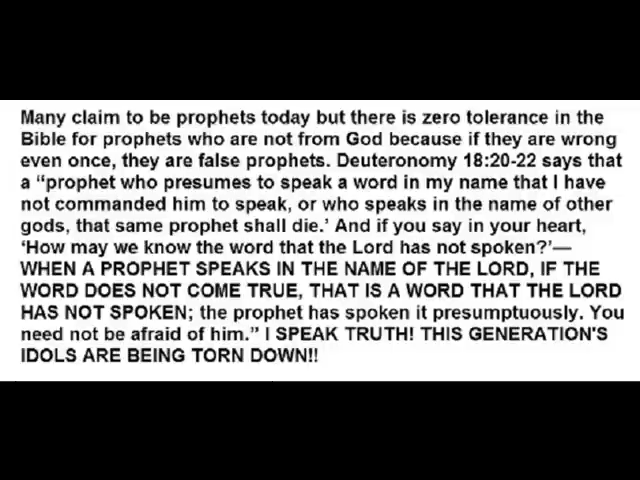 Many claim to be prophets today but there is zero tolerance in the
Bible for prophets who are not from God because if they are wrong
even once, they are false prophets. Deuteronomy 18:20-22 says that
a “prophet who presumes to speak a word in my name that I have
not commanded him to speak, or who speaks in the name of other
gods, that same prophet shall die.’ And if you say in your heart,
‘How may we know the word that the Lord has not spoken?’—
WHEN A PROPHET SPEAKS IN THE NAME OF THE LORD, IF THE
WORD DOES NOT COME TRUE, THAT IS A WORD THAT THE LORD
HAS NOT SPOKEN; the prophet has spoken it presumptuously. You
need not be afraid of him.” I SPEAK TRUTH! THIS GENERATION'S
IDOLS ARE BEING TORN DOWN!!